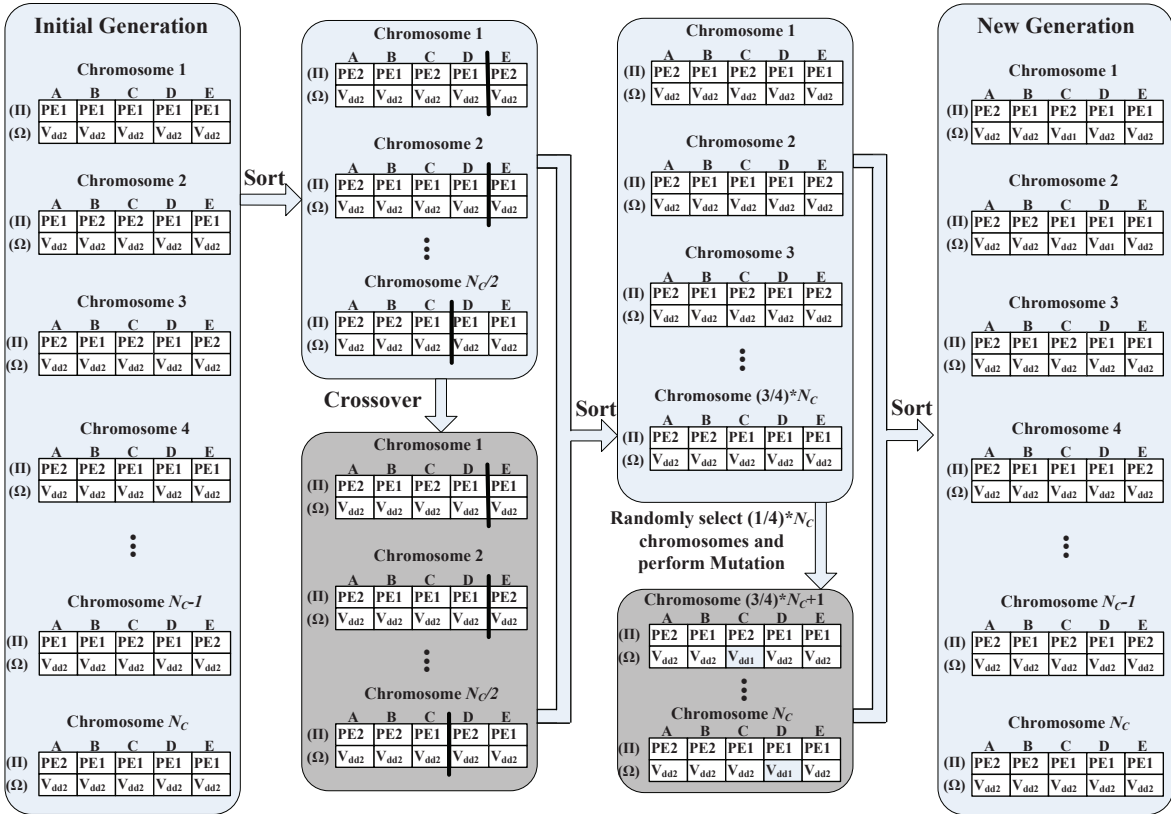 Initial Generation
Chromosome 1
A B C D E
(Π) PE1 PE1 PE1 PE1 PE1
(Ω) Vdd2 Vdd2 Vdd2 Vdd2 Vdd2
Chromosome 2
A B C D E
(Π) PE1 PE2 PE2 PE1 PE1
(Ω) Vdd2 Vdd2 Vdd2 Vdd2 Vdd2
Chromosome 3
A B C D E
(Π) PE2 PE1 PE2 PE1 PE2
(Ω) Vdd2 Vdd2 Vdd2 Vdd2 Vdd2
Chromosome 4
A B C D E
(Π) PE2 PE2 PE1 PE1 PE1
(Ω) Vdd2 Vdd2 Vdd2 Vdd2 Vdd2
Chromosome NC-1
A B C D E
(Π) PE1 PE1 PE1 PE1 PE2
(Ω) Vdd2 Vdd2 Vdd2 Vdd2 Vdd2
Chromosome NC
A B C D E
(Π) PE2 PE1 PE1 PE1 PE1
(Ω) Vdd2 Vdd2 Vdd2 Vdd2 Vdd2
Sort
Chromosome 1
A B C D E
(Π) PE2 PE1 PE2 PE1 PE2
(Ω) Vdd2 Vdd2 Vdd2 Vdd2 Vdd2
Chromosome 2
A B C D E
(Π) PE2 PE1 PE1 PE1 PE1
(Ω) Vdd2 Vdd2 Vdd2 Vdd2 Vdd2
Chromosome NC/2
A B C D E
(Π) PE2 PE2 PE1 PE1 PE1
(Ω) Vdd2 Vdd2 Vdd2 Vdd2 Vdd2
Crossover
Chromosome 1
A B C D E
(Π) PE2 PE1 PE2 PE1 PE1
(Ω) Vdd2 Vdd2 Vdd2 Vdd2 Vdd2
Chromosome 2
A B C D E
(Π) PE2 PE1 PE1 PE1 PE2
(Ω) Vdd2 Vdd2 Vdd2 Vdd2 Vdd2
Chromosome NC/2
A B C D E
(Π) PE2 PE2 PE1 PE2 PE1
(Ω) Vdd2 Vdd2 Vdd2 Vdd2 Vdd2
Sort
Chromosome 1
A B C D E
(Π) PE2 PE1 PE2 PE1 PE1
(Ω) Vdd2 Vdd2 Vdd2 Vdd2 Vdd2
Chromosome 2
A B C D E
(Π) PE2 PE1 PE1 PE1 PE2
(Ω) Vdd2 Vdd2 Vdd2 Vdd2 Vdd2
Chromosome 3
A B C D E
(Π) PE2 PE1 PE2 PE1 PE2
(Ω) Vdd2 Vdd2 Vdd2 Vdd2 Vdd2
Chromosome (3/4)*NC
A B C D E
(Π) PE2 PE2 PE1 PE1 PE1
(Ω) Vdd2 Vdd2 Vdd2 Vdd2 Vdd2
Randomly select (1/4)*NC
chromosomes and
perform Mutation
Chromosome (3/4)*NC+1
A B C D E
(Π) PE2 PE1 PE2 PE1 PE1
(Ω) Vdd2 Vdd2 Vdd1 Vdd2 Vdd2
Chromosome NC
A B C D E
(Π) PE2 PE2 PE1 PE1 PE1
(Ω) Vdd2 Vdd2 Vdd2 Vdd1 Vdd2
Sort
New Generation
Chromosome 1
A B C D E
(Π) PE2 PE1 PE2 PE1 PE1
(Ω) Vdd2 Vdd2 Vdd1 Vdd2 Vdd2
Chromosome 2
A B C D E
(Π) PE2 PE2 PE1 PE1 PE1
(Ω) Vdd2 Vdd2 Vdd2 Vdd1 Vdd2
Chromosome 3
A B C D E
(Π) PE2 PE1 PE2 PE1 PE1
(Ω) Vdd2 Vdd2 Vdd2 Vdd2 Vdd2
Chromosome 4
A B C D E
(Π) PE2 PE1 PE1 PE1 PE2
(Ω) Vdd2 Vdd2 Vdd2 Vdd2 Vdd2
Chromosome NC-1
A B C D E
(Π) PE2 PE1 PE2 PE1 PE2
(Ω) Vdd2 Vdd2 Vdd2 Vdd2 Vdd2
Chromosome NC
A B C D E
(Π) PE2 PE2 PE1 PE1 PE1
(Ω) Vdd2 Vdd2 Vdd2 Vdd2 Vdd2